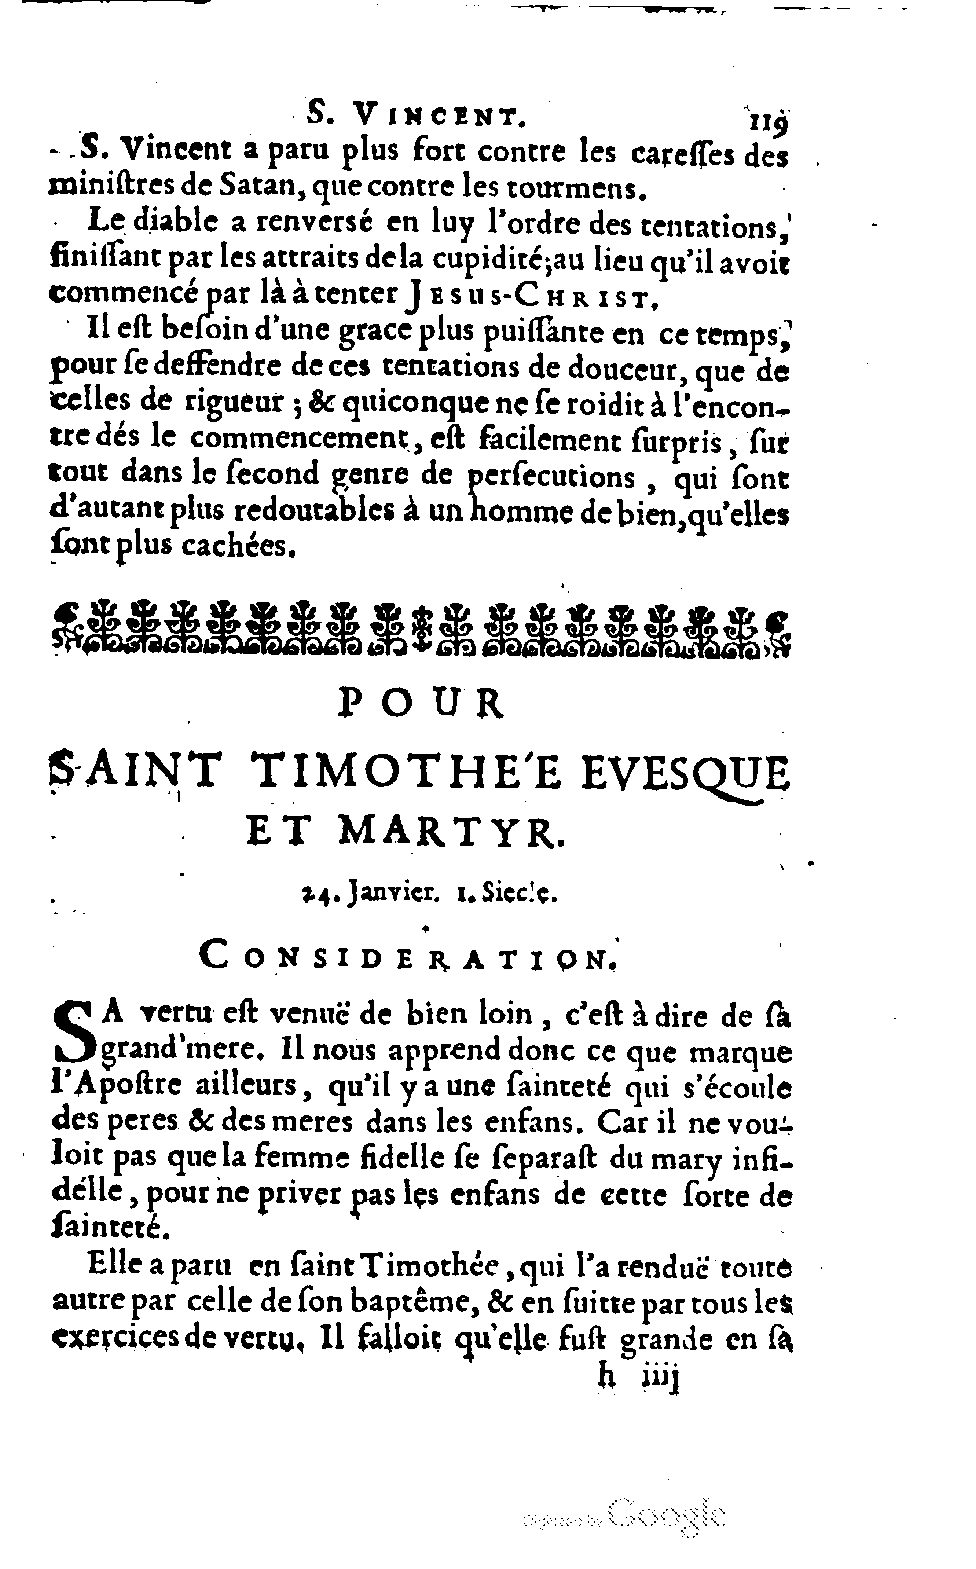 S. VINCENT. 119
S. Vincent a paru plus fort contre les careſſes des
miniſtres de Satan, que contre les tourmens.
Le diable a renversé en luy l'ordre des tentations,
finiſſant par les attraits de la cupidité; au lieu qu'il avoit
commencé par là à tenter JESUS-CHRIST.
Il eſt beſoin d'une grace plus puiſſante en ce temps,
pour ſe deffendre de ces tentations de douceur, que de
celles de rigueur ; & quiconque ne ſe roidit à l'encon-
tre dés le commencement, eſt facilement ſurpris, ſur
tout dans le ſecond genre de perſecutions, qui ſont
d'autant plus redoutables à un homme de bien, qu'elles
ſont plus cachées.
POUR
SAINT TIMOTHE'E EVESQUE
ET MARTYR.
24. Janvier. 1. Siecle.
CONSIDERATION.
SA vertu eſt venuë de bien loin, c'eſt à dire de ſa
grand'mere. Il nous apprend donc ce que marque
l'Apoſtre ailleurs, qu'il y a une ſainteté qui s'écoule
des peres & des meres dans les enfans. Car il ne vou-
loit pas que la femme fidelle ſe ſeparaſt du mary infi-
delle, pour ne priver pas les enfans de cette ſorte de
ſainteté.
Elle a paru en ſaint Timothée, qui l'a renduë toute
autre par celle de ſon baptême, & en ſuitte par tous les
exercices de vertu. Il falloit qu'elle fuſt grande en ſa
h iiij
Digitized by Google